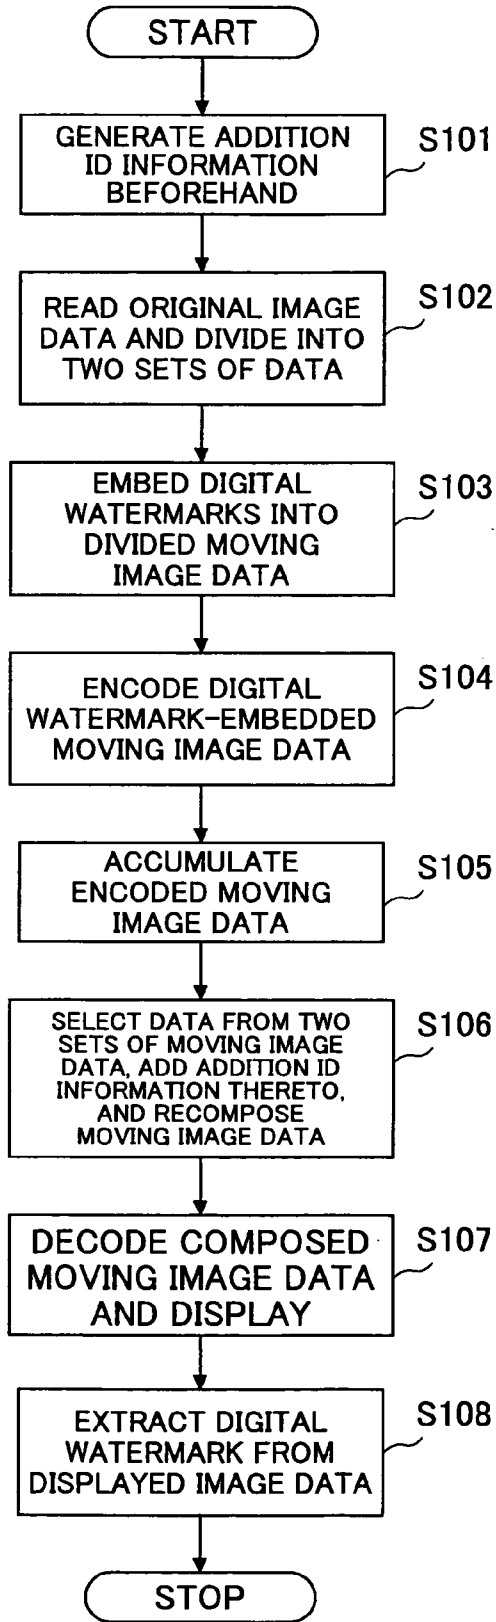 START
GENERATE ADDITION
ID INFORMATION
BEFOREHAND
S101
READ ORIGINAL IMAGE
DATA AND DIVIDE INTO
TWO SETS OF DATA
S102
EMBED DIGITAL
WATERMARKS INTO
DIVIDED MOVING
IMAGE DATA
S103
ENCODE DIGITAL
WATERMARK-EMBEDDED
MOVING IMAGE DATA
S104
ACCUMULATE
ENCODED MOVING
IMAGE DATA
S105
SELECT DATA FROM TWO
SETS OF MOVING IMAGE
DATA, ADD ADDITION ID
INFORMATION THERETO,
AND RECOMPOSE
MOVING IMAGE DATA
S106
DECODE COMPOSED
MOVING IMAGE DATA
AND DISPLAY
S107
EXTRACT DIGITAL
WATERMARK FROM
DISPLAYED IMAGE DATA
S108
STOP